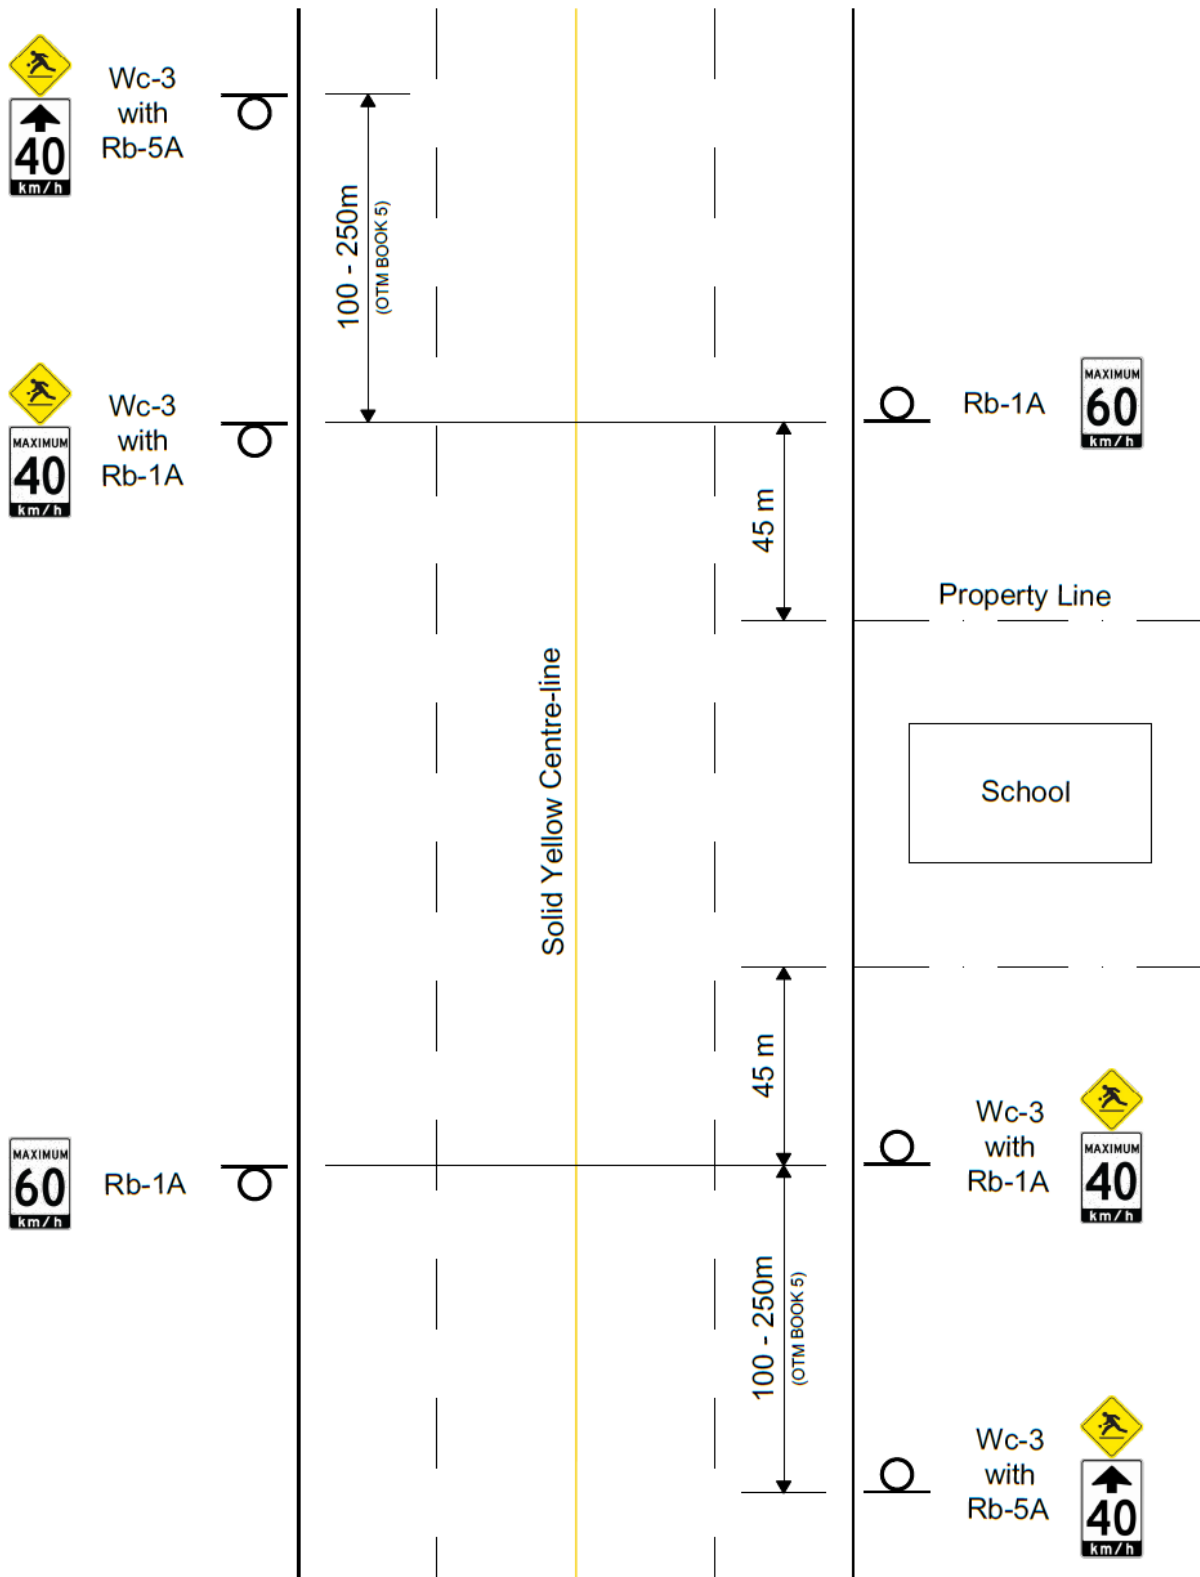 Wc-3
with
Rb-5A
40
km/h
100 - 250m
(OTM BOOK 5)
Wc-3
with
Rb-1A
MAXIMUM
40
km/h
Rb-1A
MAXIMUM
60
km/h
45 m
Property Line
Solid Yellow Centre-line
School
45 m
Wc-3
with
Rb-1A
MAXIMUM
40
km/h
MAXIMUM
60
km/h
Rb-1A
100 - 250m
(OTM BOOK 5)
Wc-3
with
Rb-5A
40
km/h